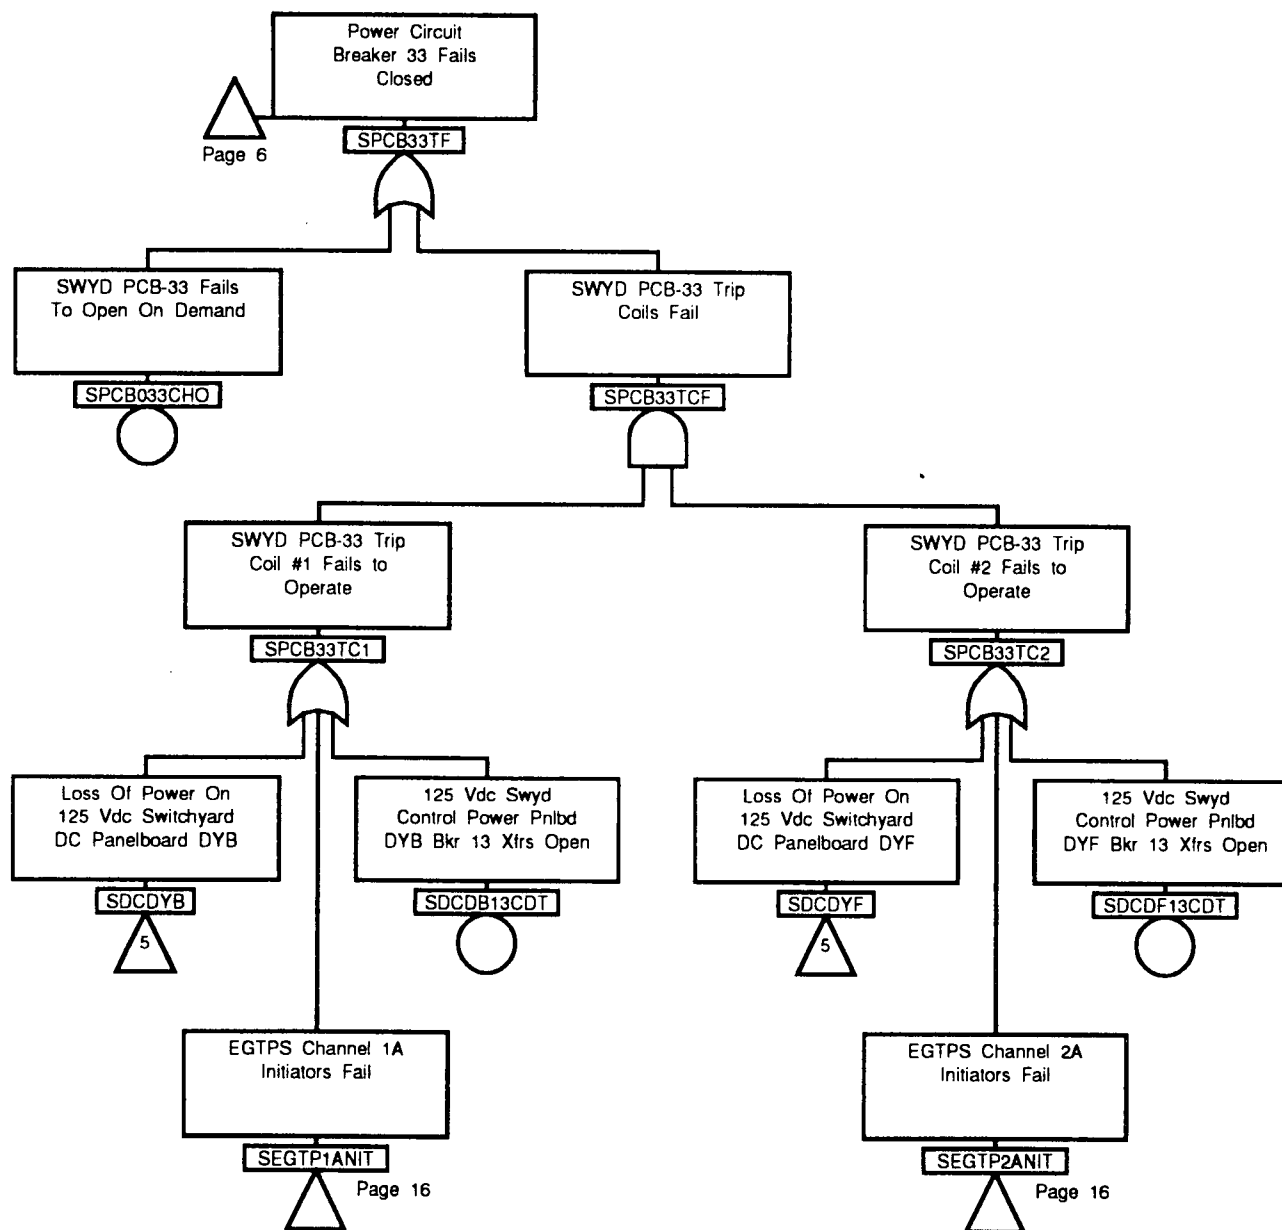 Power Circuit
Breaker 33 Fails
Closed
Page 6
SPCB33TF
SWYD PCB-33 Fails
To Open On Demand
SPCB033CHO
SWYD PCB-33 Trip
Coils Fail
SPCB33TCF
SWYD PCB-33 Trip
Coil #1 Fails to
Operate
SPCB33TC1
SWYD PCB-33 Trip
Coil #2 Fails to
Operate
SPCB33TC2
Loss Of Power On
125 Vdc Switchyard
DC Panelboard DYB
SDCDYB
5
125 Vdc Swyd
Control Power Pnlbd
DYB Bkr 13 Xfrs Open
SDCDB13CDT
Loss Of Power On
125 Vdc Switchyard
DC Panelboard DYF
SDCDYF
5
125 Vdc Swyd
Control Power Pnlbd
DYF Bkr 13 Xfrs Open
SDCDF13CDT
EGTPS Channel 1A
Initiators Fail
SEGTP1ANIT
Page 16
EGTPS Channel 2A
Initiators Fail
SEGTP2ANIT
Page 16